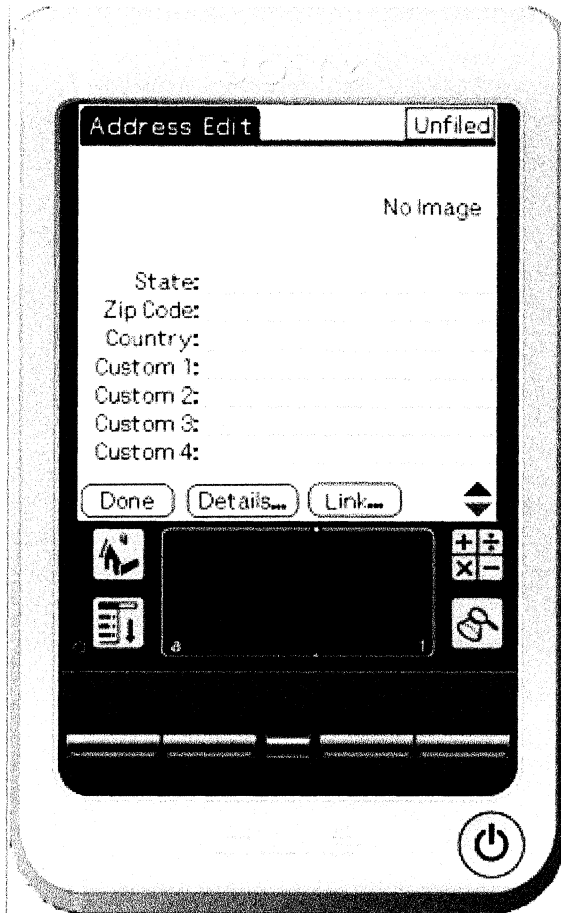 Address Edit Unfiled
No Image
State:
Zip Code:
Country:
Custom 1:
Custom 2:
Custom 3:
Custom 4:
Done Details... Link...
a 1